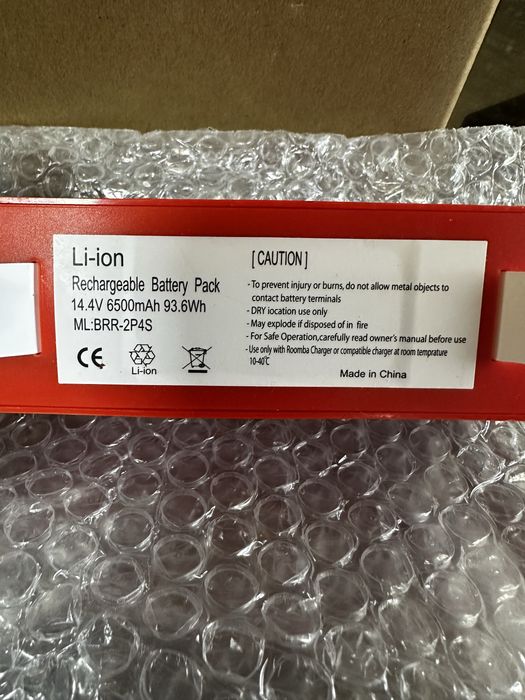 Li-ion
Rechargeable Battery Pack
14.4V 6500mAh 93.6Wh
ML:BRR-2P4S
CE
Li-ion
[ CAUTION ]
- To prevent injury or burns, do not allow metal objects to
contact battery terminals
- DRY iocation use only
- May explode if disposed of in fire
- For Safe Operation,carefully read owner's manual before use
- Use only with Roomba Charger or compatible charger at room temprature
10-40℃
Made in China